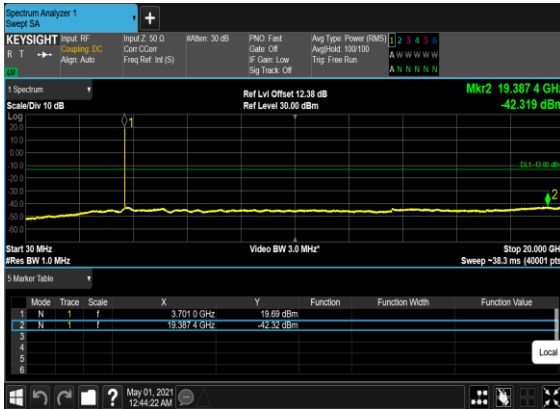 Spectrum Analyzer 1
Swept SA
+
KEYSIGHT Input: RF Input Z: 50 Ω #Atten: 30 dB PNO: Fast Avg Type: Power (RMS) 1 2 3 4 5 6
R T Coupling: DC Corr CCorr Gate: Off Avg|Hold: 100/100 A W W W W W
Align: Auto Freq Ref: Int (S) IF Gain: Low Trig: Free Run
Sig Track: Off A N N N N N
1 Spectrum Ref Lvl Offset 12.38 dB Mkr2 19.387 4 GHz
Scale/Div 10 dB Ref Level 30.00 dBm -42.319 dBm
Log
20.0
10.0
0.00
-10.0
DL1 -13.00 dBm
-20.0
-30.0
-40.0
-50.0
-60.0
1
2
Start 30 MHz Video BW 3.0 MHz* Stop 20.000 GHz
#Res BW 1.0 MHz Sweep ~38.3 ms (40001 pts)
5 Marker Table
Mode Trace Scale X Y Function Function Width Function Value
1 N 1 f 3.701 0 GHz 19.69 dBm
2 N 1 f 19.387 4 GHz -42.32 dBm
3
4
5
6
Local
? May 01, 2021
12:44:22 AM